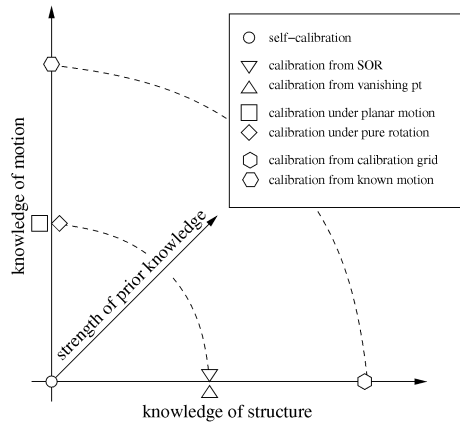 self−calibration
calibration from SOR
calibration from vanishing pt
calibration under planar motion
calibration under pure rotation
calibration from calibration grid
calibration from known motion
knowledge of motion
strength of prior knowledge
knowledge of structure